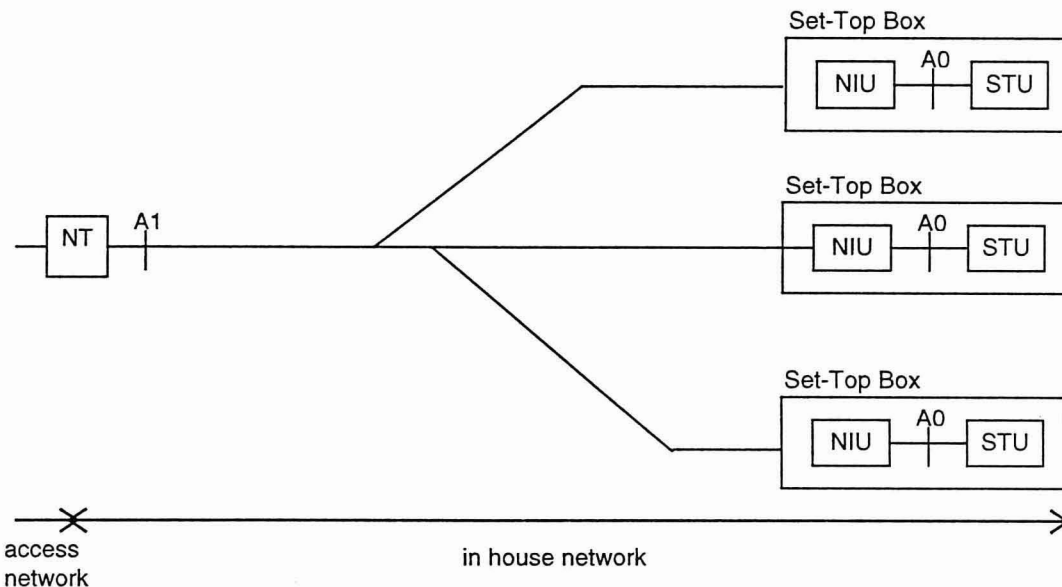 Set-Top Box
NIU
A0
STU
Set-Top Box
NT
A1
NIU
A0
STU
Set-Top Box
NIU
A0
STU
access
network
in house network